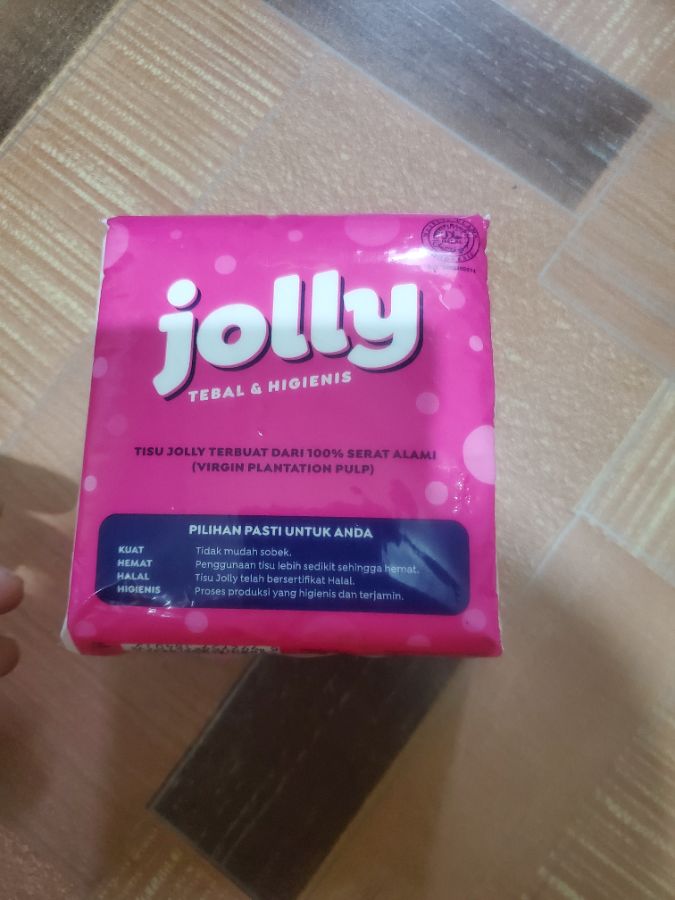 jolly
TEBAL & HIGIENIS
TISU JOLLY TERBUAT DARI 100% SERAT ALAMI
(VIRGIN PLANTATION PULP)
PILIHAN PASTI UNTUK ANDA
KUAT Tidak mudah sobek.
HEMAT Penggunaan tisu lebih sedikit sehingga hemat.
HALAL Tisu Jolly telah bersertifikat Halal.
HIGIENIS Proses produksi yang higienis dan terjamin.